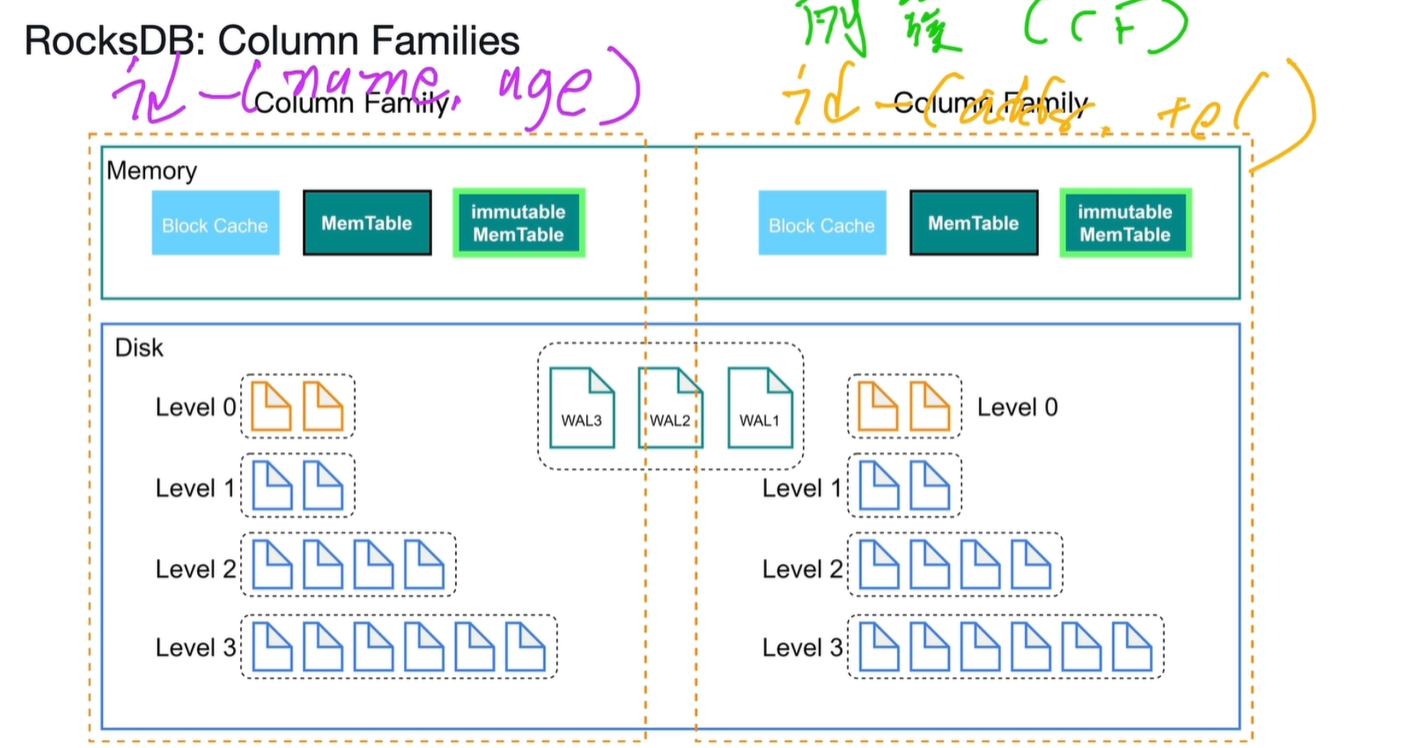 RocksDB: Column Families
列族 (CF)
id-(name, age)
id-(addr, tel)
Column Family
Column Family
Memory
Block Cache
MemTable
immutable
MemTable
Block Cache
MemTable
immutable
MemTable
Disk
WAL3
WAL2
WAL1
Level 0
Level 0
Level 1
Level 1
Level 2
Level 2
Level 3
Level 3